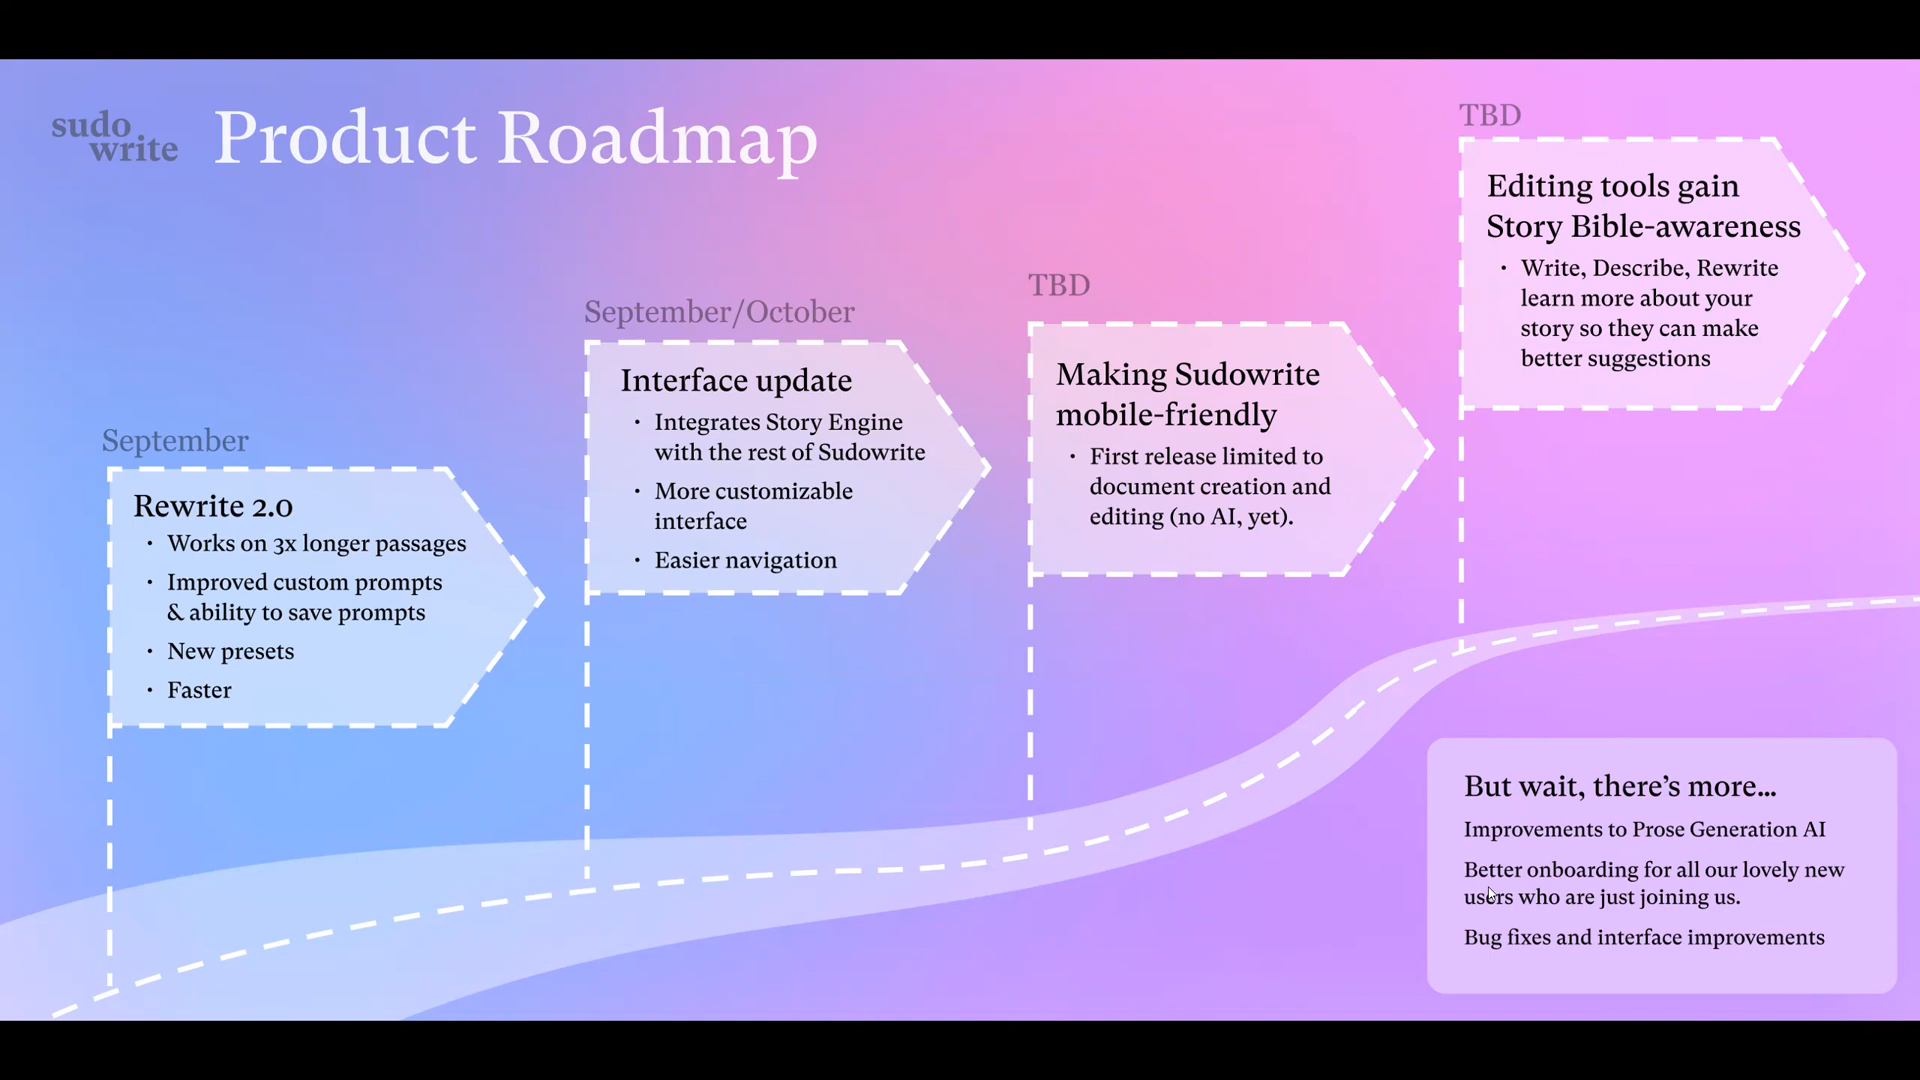 sudo
write
Product Roadmap
September
Rewrite 2.0
· Works on 3x longer passages
· Improved custom prompts
& ability to save prompts
· New presets
· Faster
September/October
Interface update
· Integrates Story Engine
with the rest of Sudowrite
· More customizable
interface
· Easier navigation
TBD
Making Sudowrite
mobile-friendly
· First release limited to
document creation and
editing (no AI, yet).
TBD
Editing tools gain
Story Bible-awareness
· Write, Describe, Rewrite
learn more about your
story so they can make
better suggestions
But wait, there’s more...
Improvements to Prose Generation AI
Better onboarding for all our lovely new
users who are just joining us.
Bug fixes and interface improvements